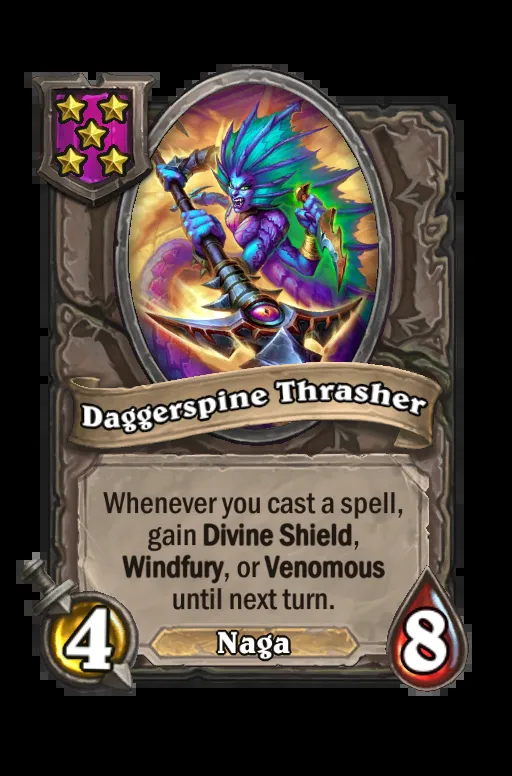 Daggerspine Thrasher
Whenever you cast a spell,
gain Divine Shield,
Windfury, or Venomous
until next turn.
4
Naga
8